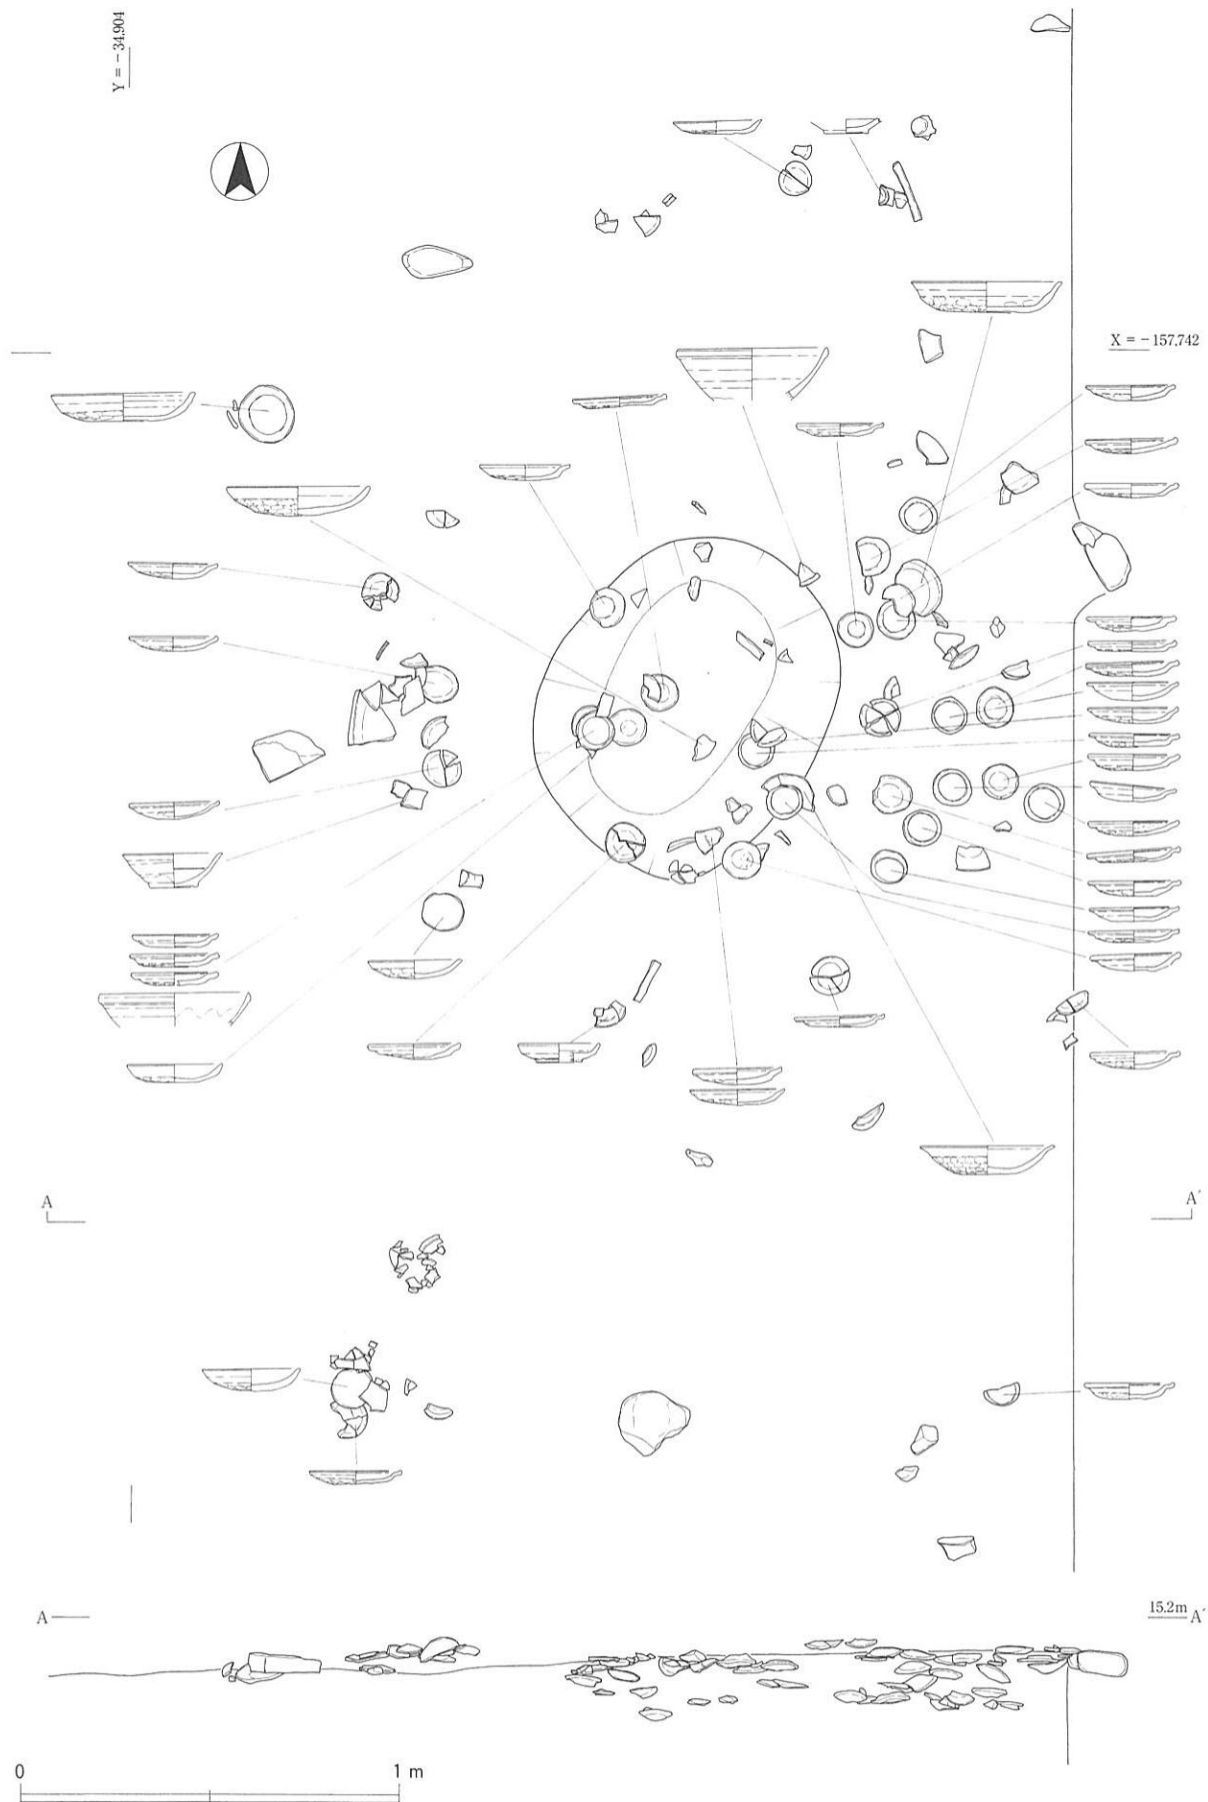 Y = - 34,904
X = - 157,742
A
A´
A
15.2m
A´
0
1 m